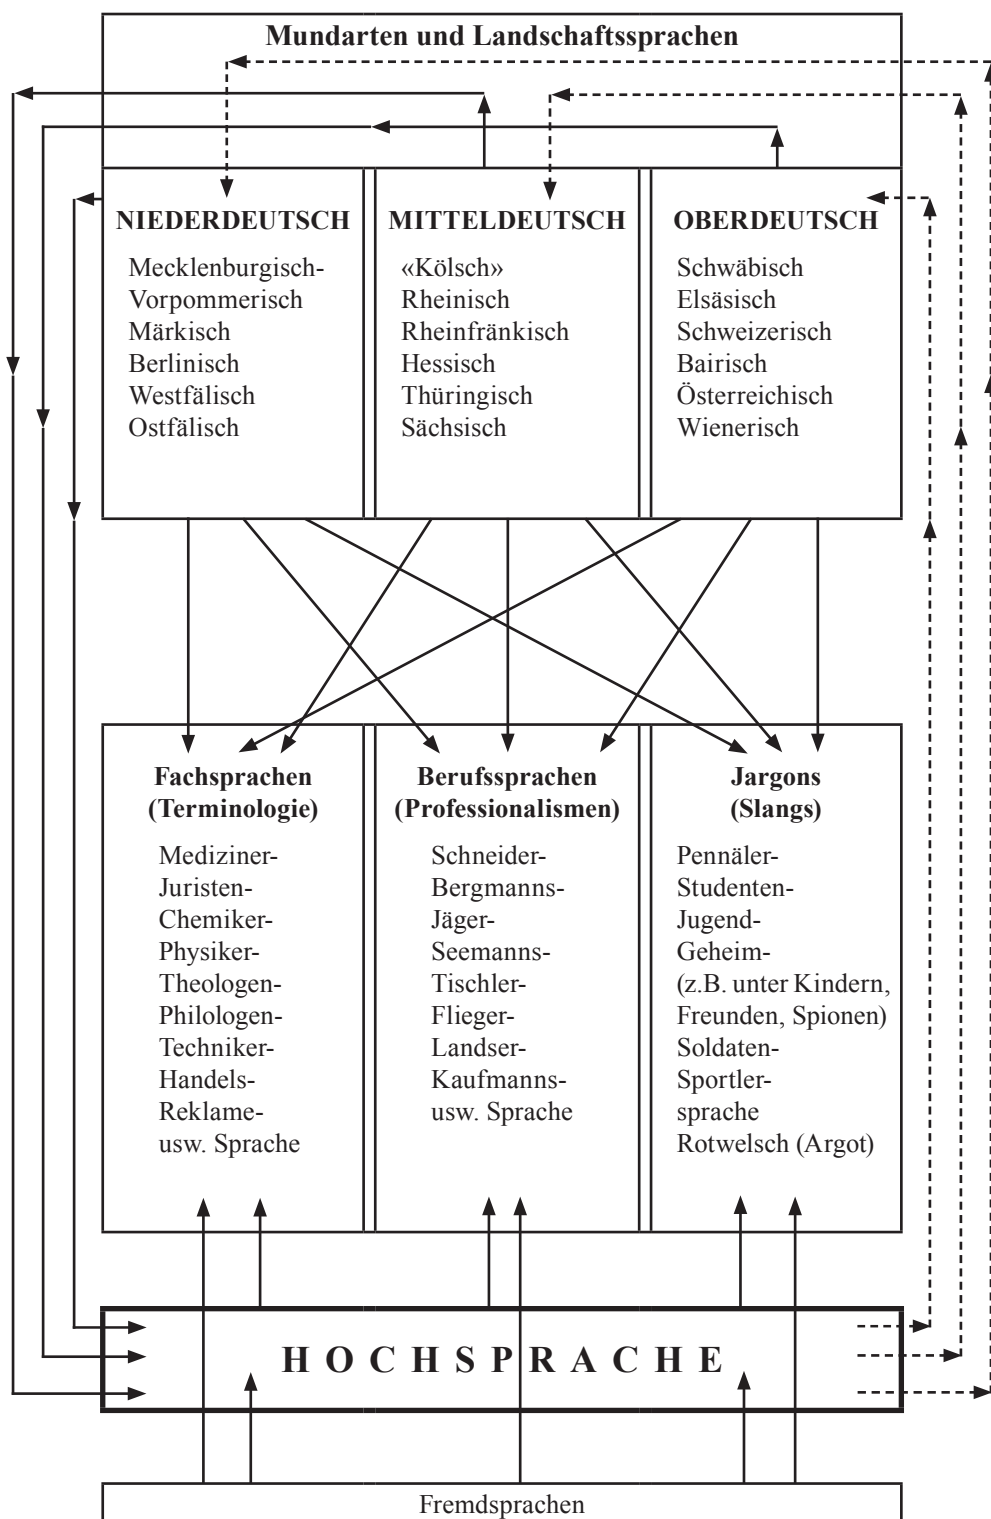 Mundarten und Landschaftssprachen
NIEDERDEUTSCH
Mecklenburgisch-
Vorpommerisch
Märkisch
Berlinisch
Westfälisch
Ostfälisch
MITTELDEUTSCH
«Kölsch»
Rheinisch
Rheinfränkisch
Hessisch
Thüringisch
Sächsisch
OBERDEUTSCH
Schwäbisch
Elsäsisch
Schweizerisch
Bairisch
Österreichisch
Wienerisch
Fachsprachen
(Terminologie)
Mediziner-
Juristen-
Chemiker-
Physiker-
Theologen-
Philologen-
Techniker-
Handels-
Reklame-
usw. Sprache
Berufssprachen
(Professionalismen)
Schneider-
Bergmanns-
Jäger-
Seemanns-
Tischler-
Flieger-
Landser-
Kaufmanns-
usw. Sprache
Jargons
(Slangs)
Pennäler-
Studenten-
Jugend-
Geheim-
(z.B. unter Kindern,
Freunden, Spionen)
Soldaten-
Sportler-
sprache
Rotwelsch (Argot)
HOCHSPRACHE
Fremdsprachen